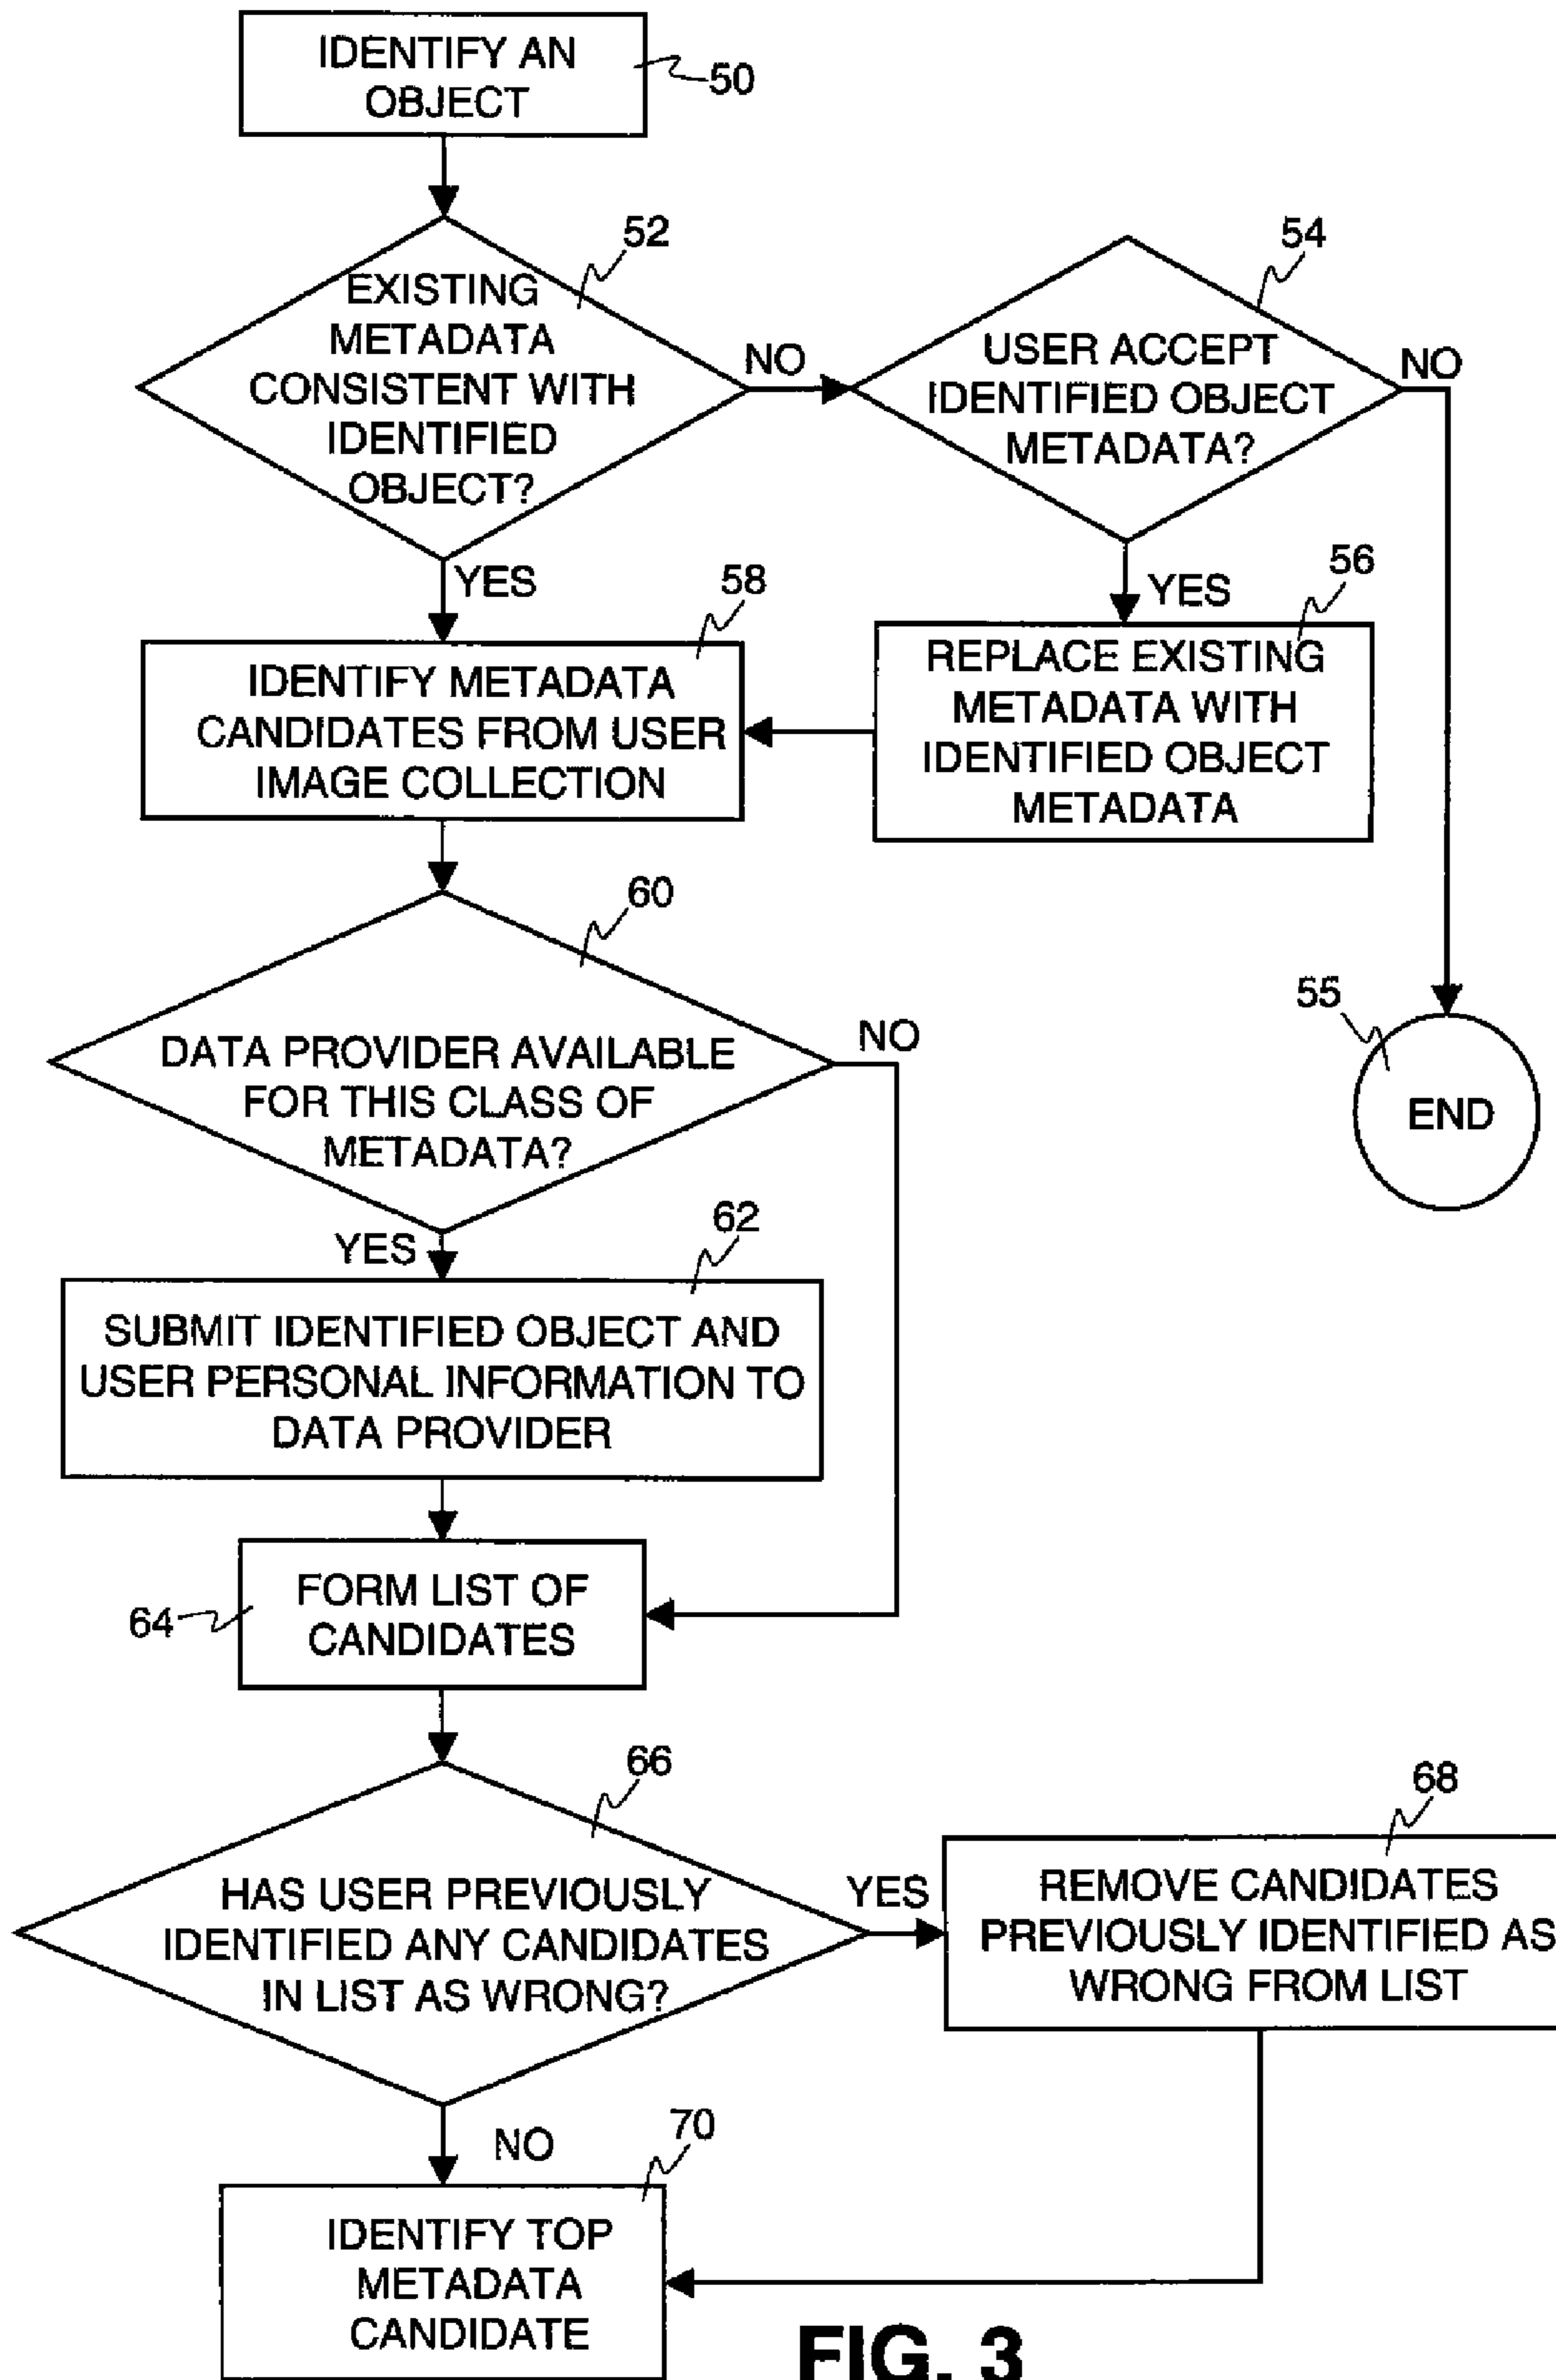 IDENTIFY AN
OBJECT
50
52
EXISTING
METADATA
CONSISTENT WITH
IDENTIFIED
OBJECT?
NO
54
USER ACCEPT
IDENTIFIED OBJECT
METADATA?
NO
YES
YES
56
REPLACE EXISTING
METADATA WITH
IDENTIFIED OBJECT
METADATA
58
IDENTIFY METADATA
CANDIDATES FROM USER
IMAGE COLLECTION
60
DATA PROVIDER AVAILABLE
FOR THIS CLASS OF
METADATA?
NO
55
END
YES
62
SUBMIT IDENTIFIED OBJECT AND
USER PERSONAL INFORMATION TO
DATA PROVIDER
FORM LIST OF
CANDIDATES
64
66
HAS USER PREVIOUSLY
IDENTIFIED ANY CANDIDATES
IN LIST AS WRONG?
YES
68
REMOVE CANDIDATES
PREVIOUSLY IDENTIFIED AS
WRONG FROM LIST
NO
70
IDENTIFY TOP
METADATA
CANDIDATE
FIG. 3